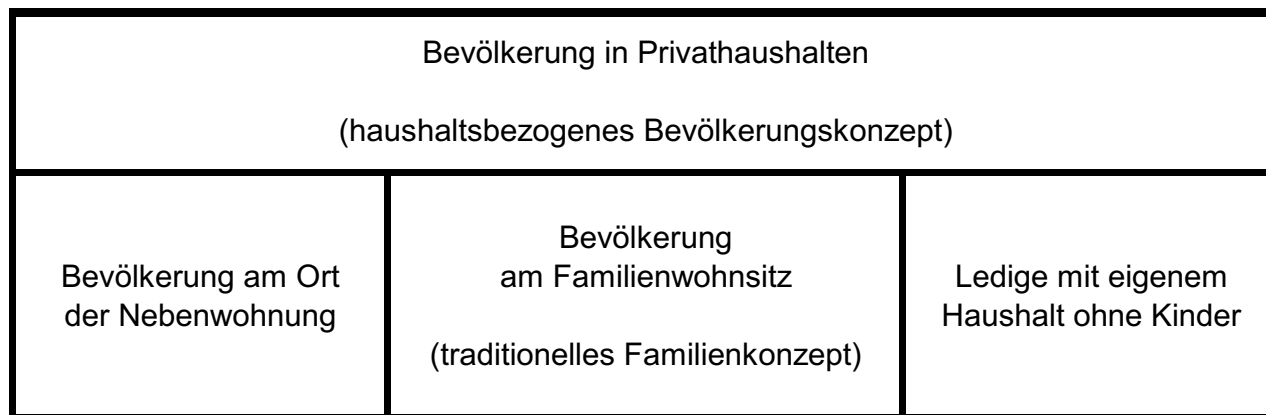 Bevölkerung in Privathaushalten
(haushaltsbezogenes Bevölkerungskonzept)
Bevölkerung am Ort
der Nebenwohnung
Bevölkerung
am Familienwohnsitz
(traditionelles Familienkonzept)
Ledige mit eigenem
Haushalt ohne Kinder